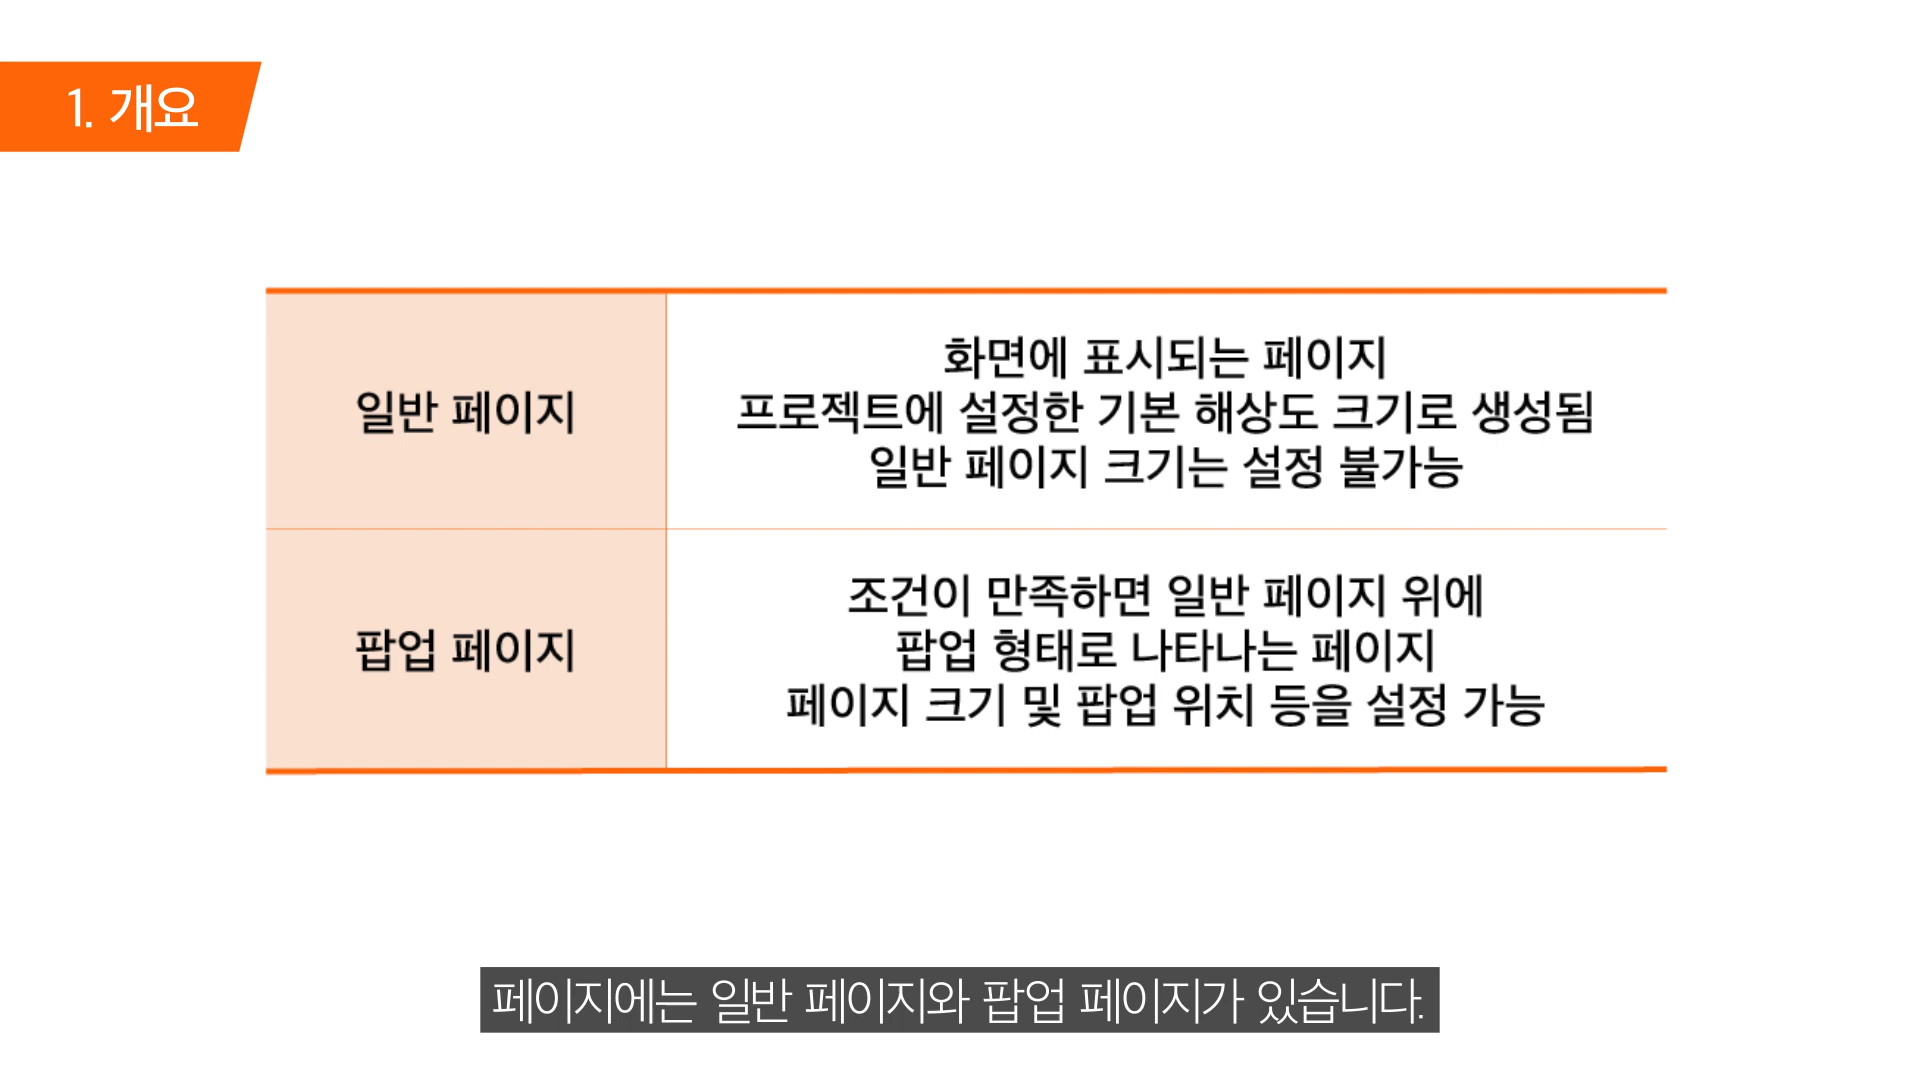 1. 개요
일반 페이지
화면에 표시되는 페이지
프로젝트에 설정한 기본 해상도 크기로 생성됨
일반 페이지 크기는 설정 불가능
팝업 페이지
조건이 만족하면 일반 페이지 위에
팝업 형태로 나타나는 페이지
페이지 크기 및 팝업 위치 등을 설정 가능
페이지에는 일반 페이지와 팝업 페이지가 있습니다.